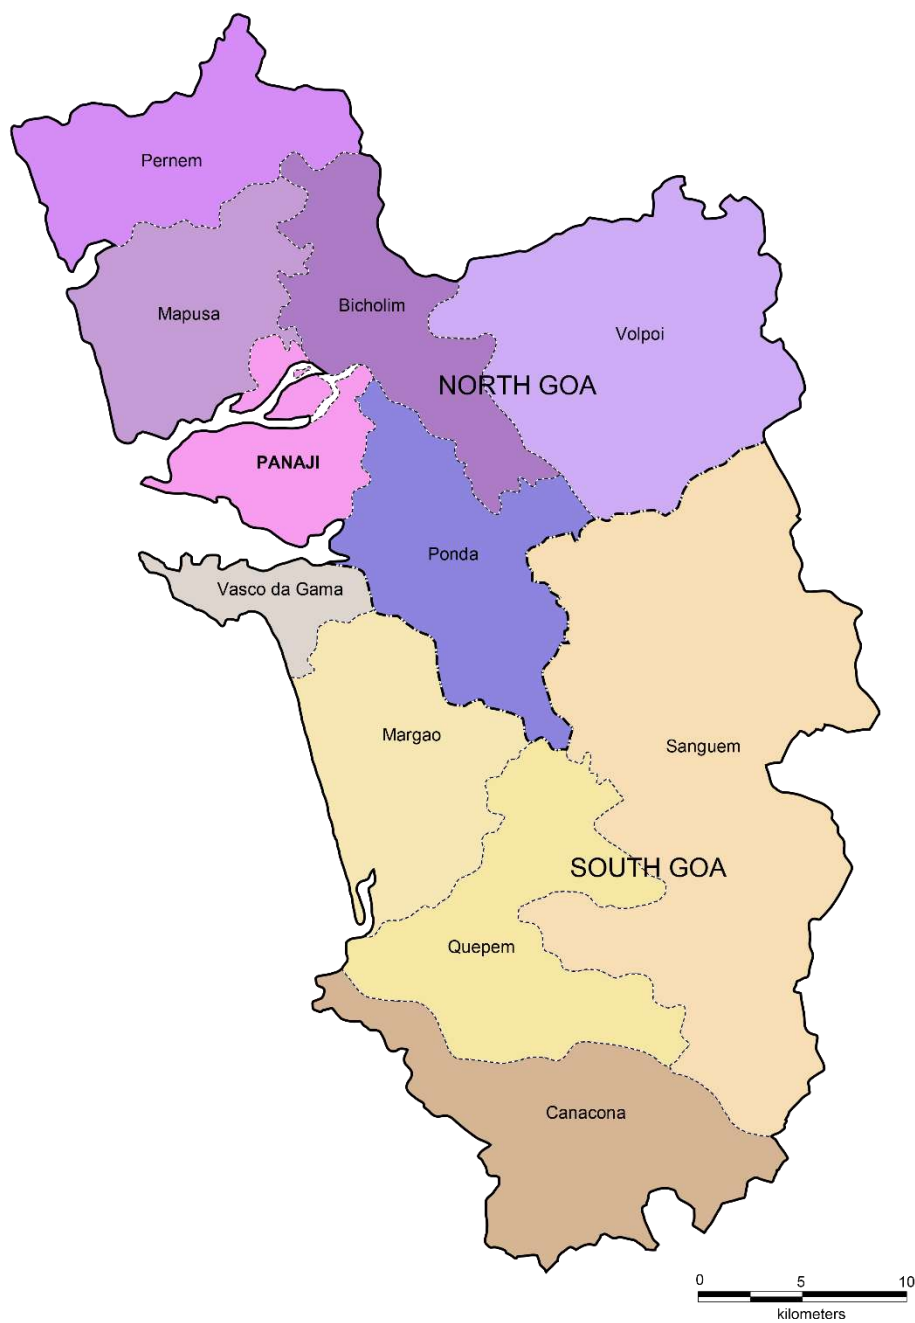 Pernem
Mapusa
Bicholim
Volpoi
NORTH GOA
PANAJI
Ponda
Vasco da Gama
Margao
Sanguem
SOUTH GOA
Quepem
Canacona
0 5 10
kilometers